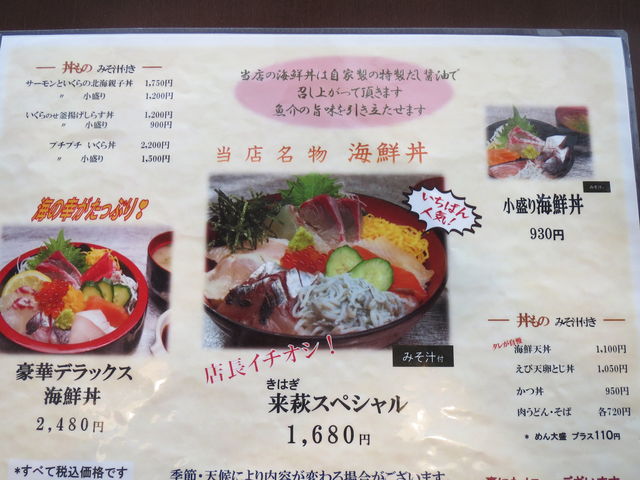 丼もの みそ汁付き
サーモンといくらの北海親子丼 1,750円
〃 小盛り 1,200円
いくらのせ釜揚げしらす丼 1,200円
〃 小盛り 900円
プチプチ いくら丼 2,200円
〃 小盛り 1,500円
海の幸がたっぷり!
豪華デラックス
海鮮丼
2,480円
*すべて税込価格です
当店の海鮮丼は自家製の特製だし醤油で
召し上がって頂きます
魚介の旨味を引き立たせます
当店名物 海鮮丼
いちばん
人気!
みそ汁付
店長イチオシ!
きはぎ
来萩スペシャル
1,680円
季節・天候により内容が変わる場合がございます
みそ汁付
小盛り海鮮丼
930円
丼もの みそ汁付き
タレが自慢
海鮮天丼 1,100円
えび天卵とじ丼 1,050円
かつ丼 950円
肉うどん・そば 各720円
* めん大盛 プラス110円